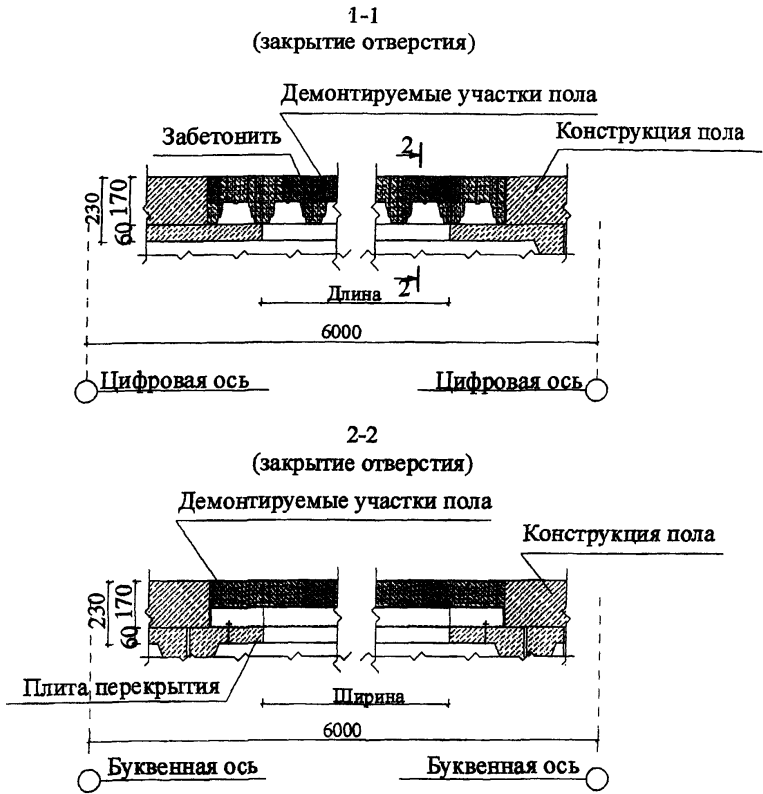 1-1
(закрытие отверстия)
Демонтируемые участки пола
Забетонить
2
Конструкция пола
230
170
60
2
Длина
6000
Цифровая ось
Цифровая ось
2-2
(закрытие отверстия)
Демонтируемые участки пола
Конструкция пола
230
170
60
Плита перекрытия
Ширина
6000
Буквенная ось
Буквенная ось